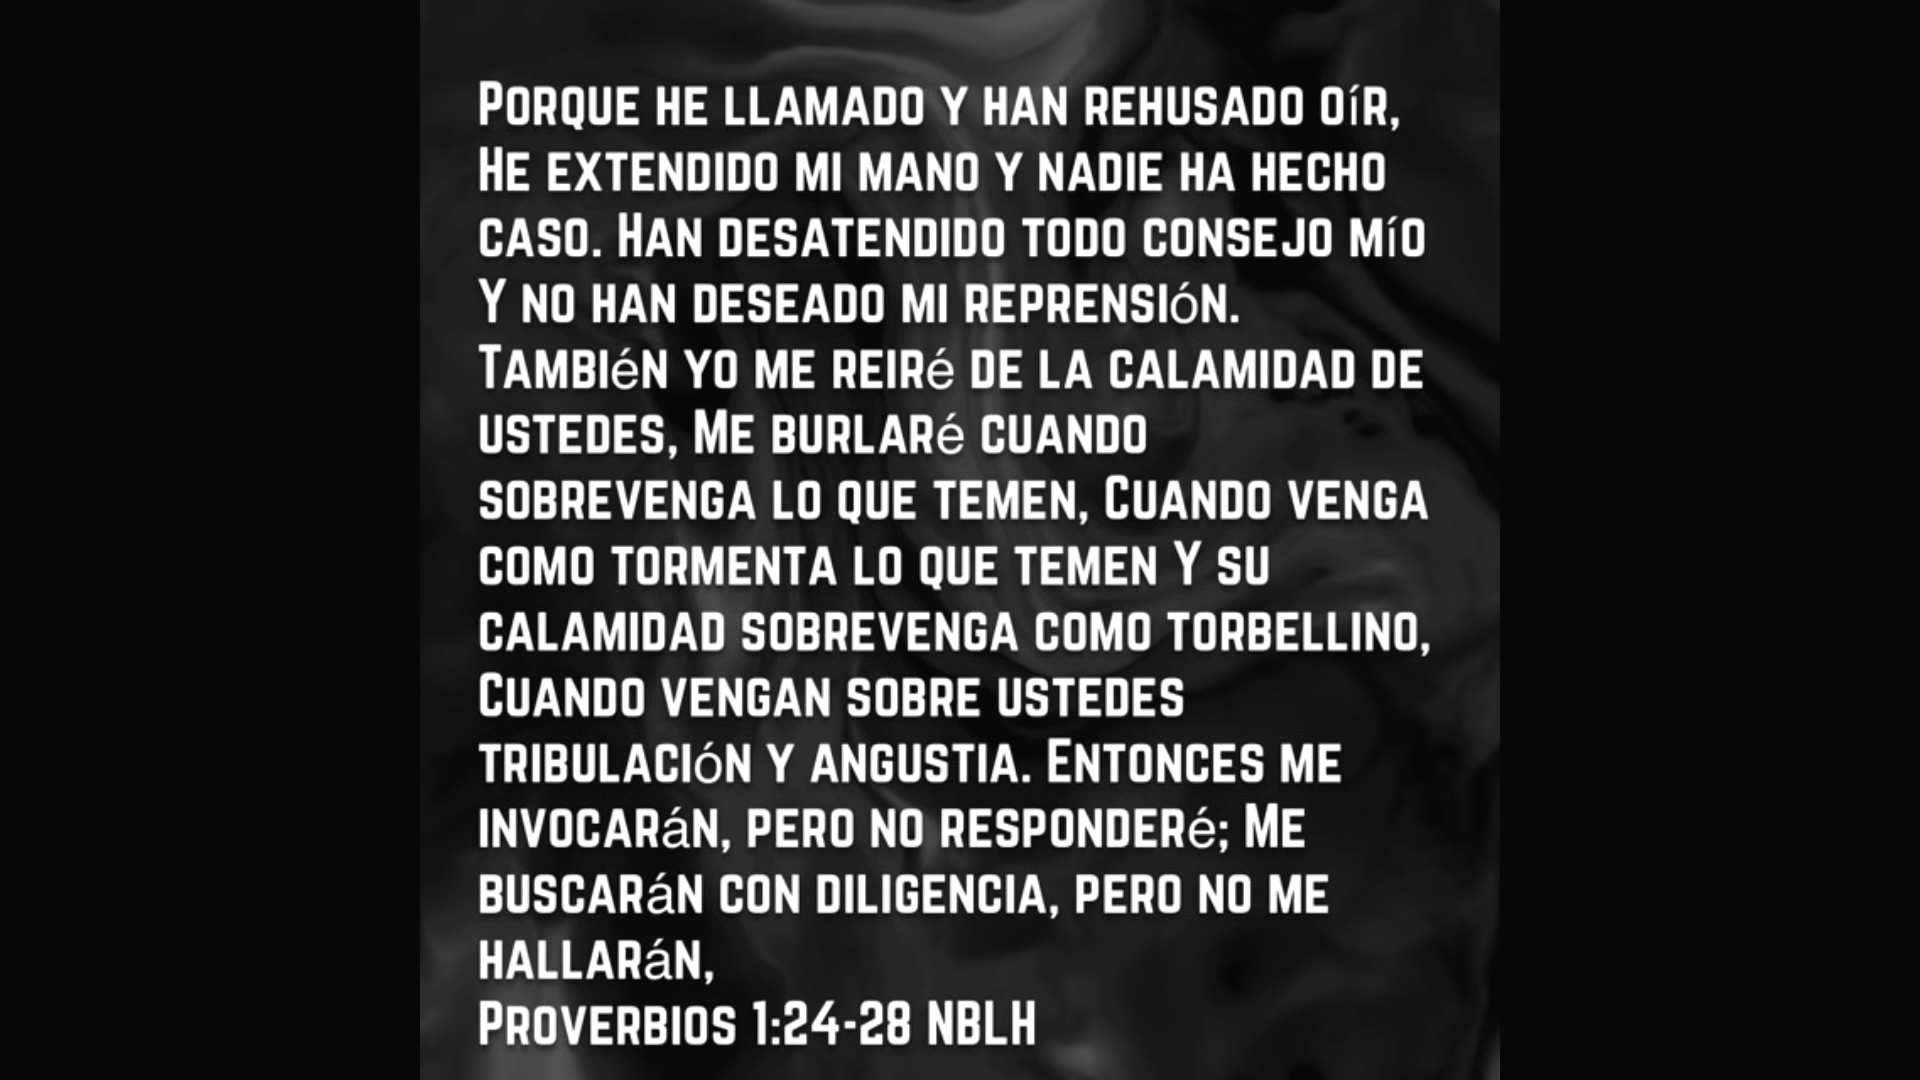 Porque he llamado y han rehusado oír,
He extendido mi mano y nadie ha hecho
caso. Han desatendido todo consejo mío
Y no han deseado mi reprensión.
También yo me reiré de la calamidad de
ustedes, Me burlaré cuando
sobrevenga lo que temen, Cuando venga
como tormenta lo que temen Y su
calamidad sobrevenga como torbellino,
Cuando vengan sobre ustedes
tribulación y angustia. Entonces me
invocarán, pero no responderé; Me
buscarán con diligencia, pero no me
hallarán,
Proverbios 1:24-28 NBLH